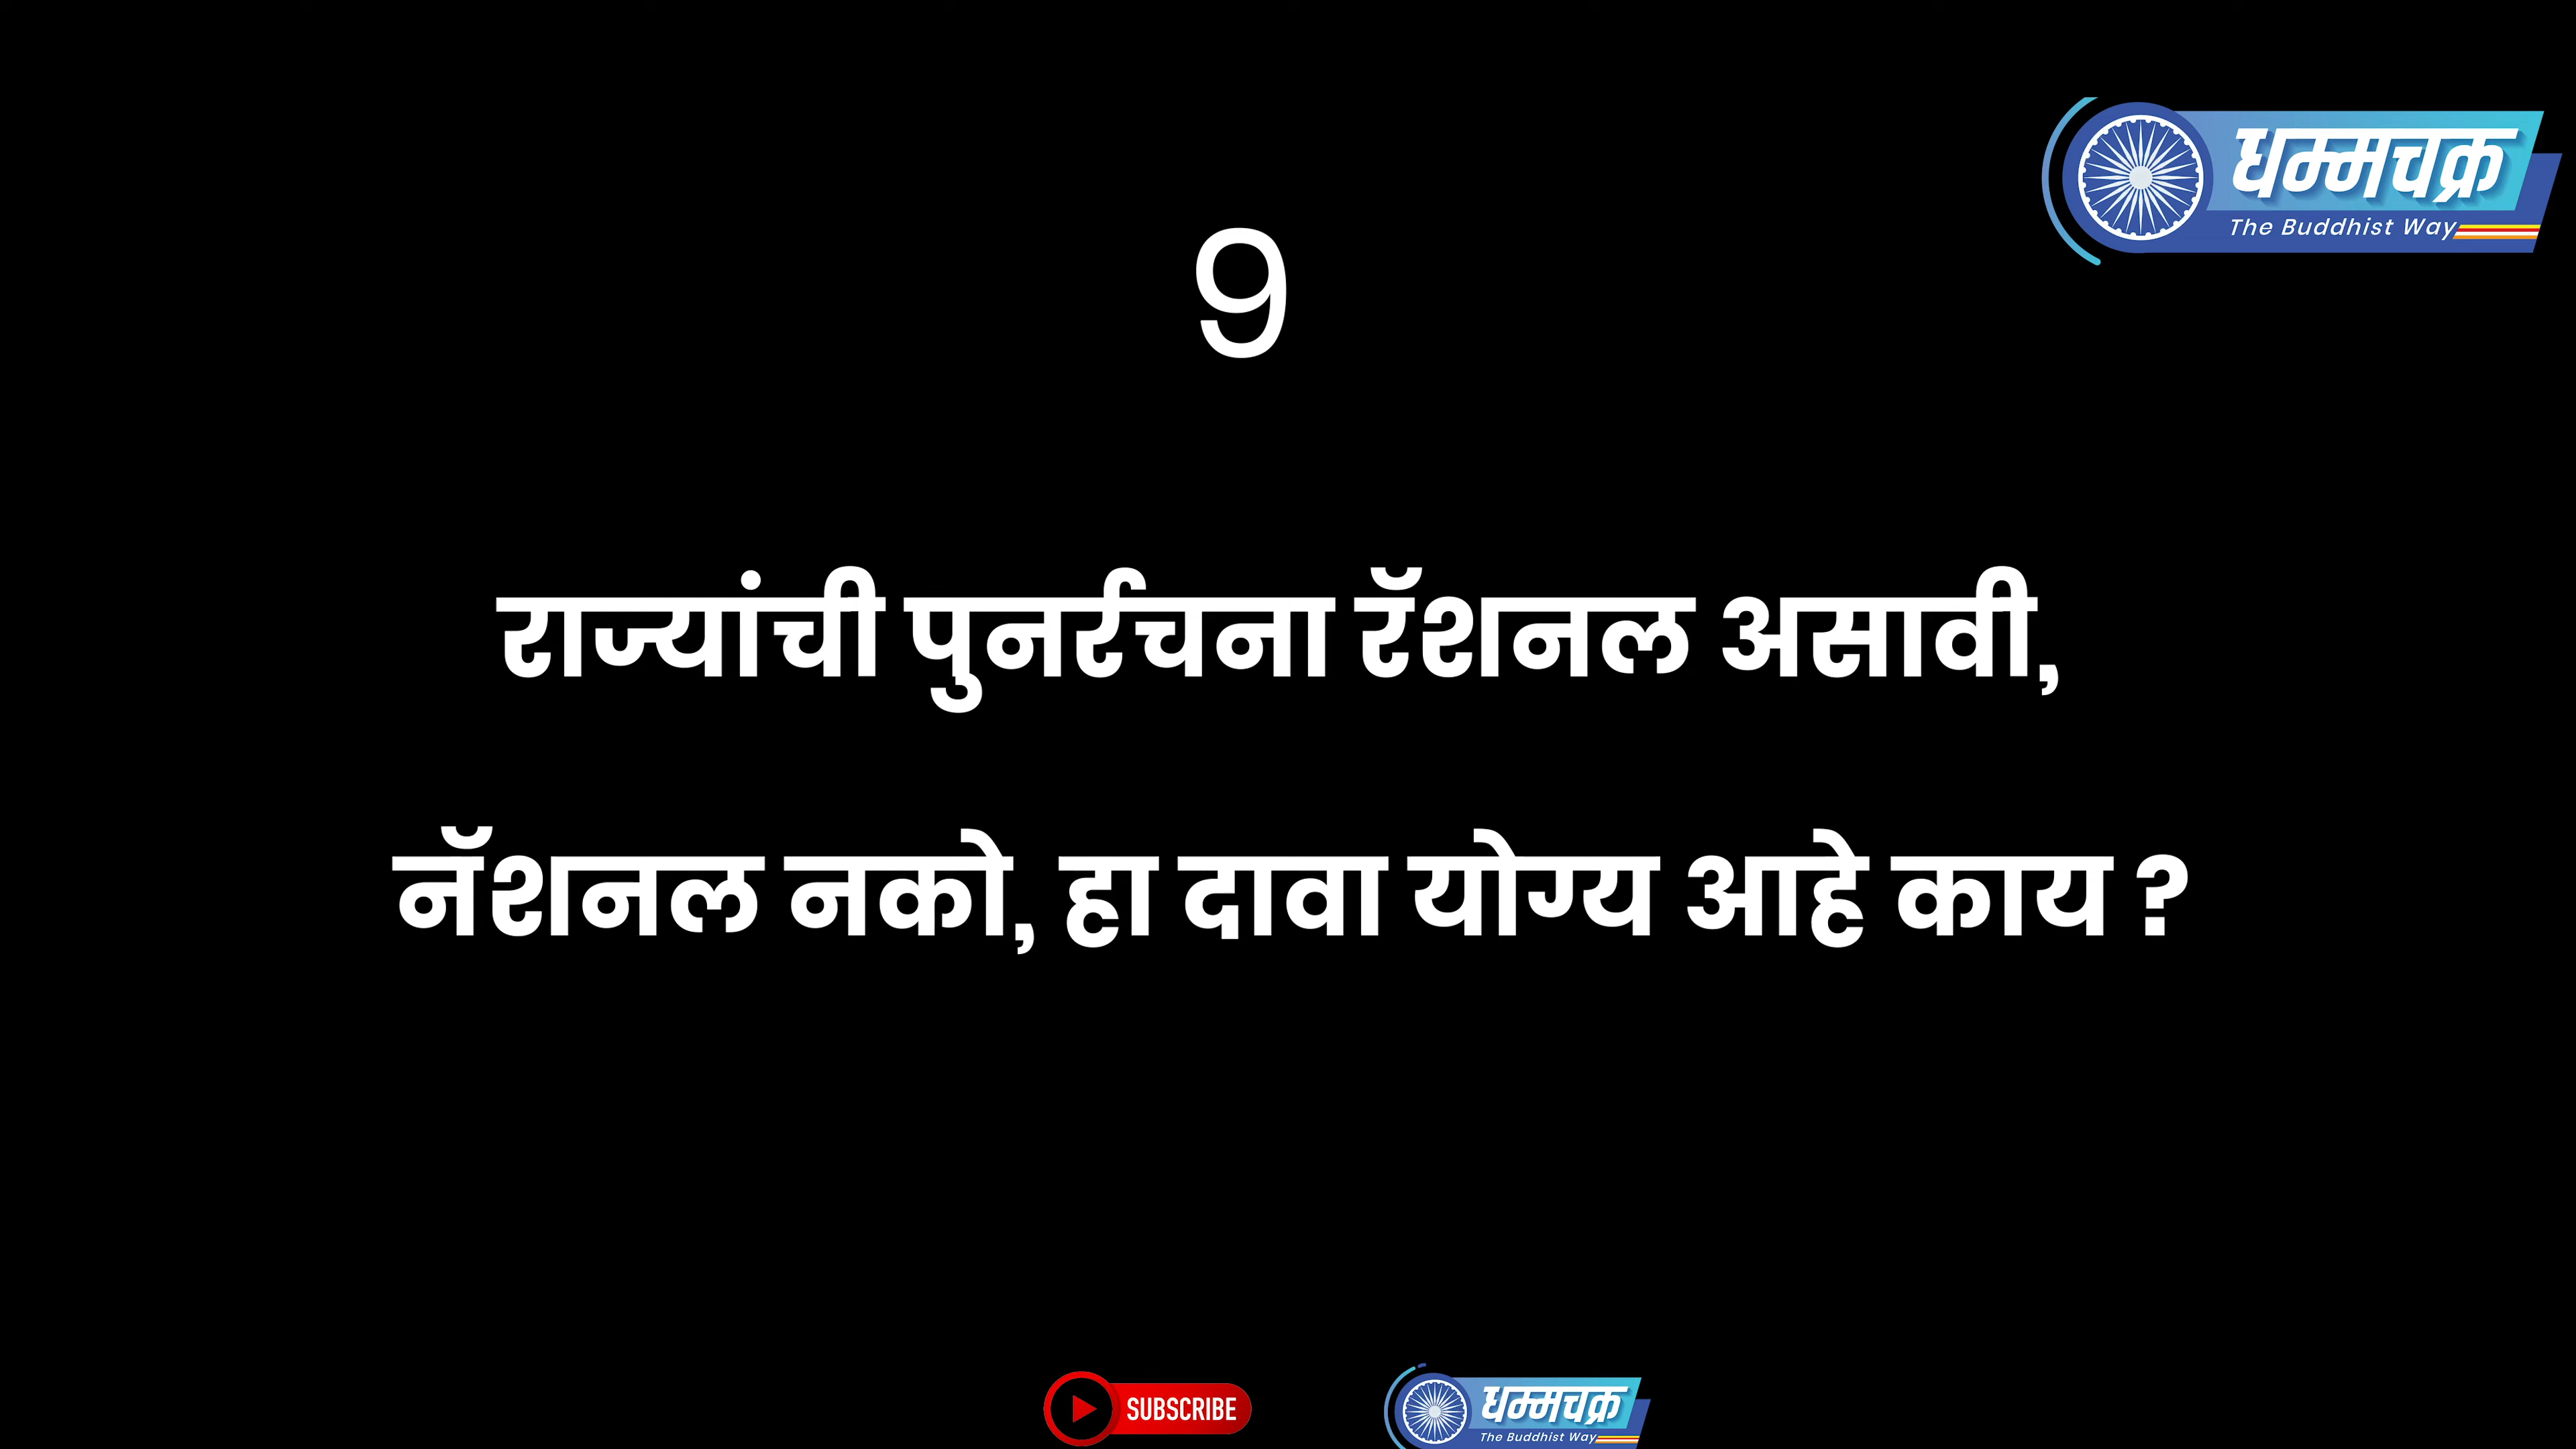 धम्मचक्र
The Buddhist Way
9
राज्यांची पुनर्रचना रॅशनल असावी,
नॅशनल नको, हा दावा योग्य आहे काय ?
SUBSCRIBE
धम्मचक्र
The Buddhist Way